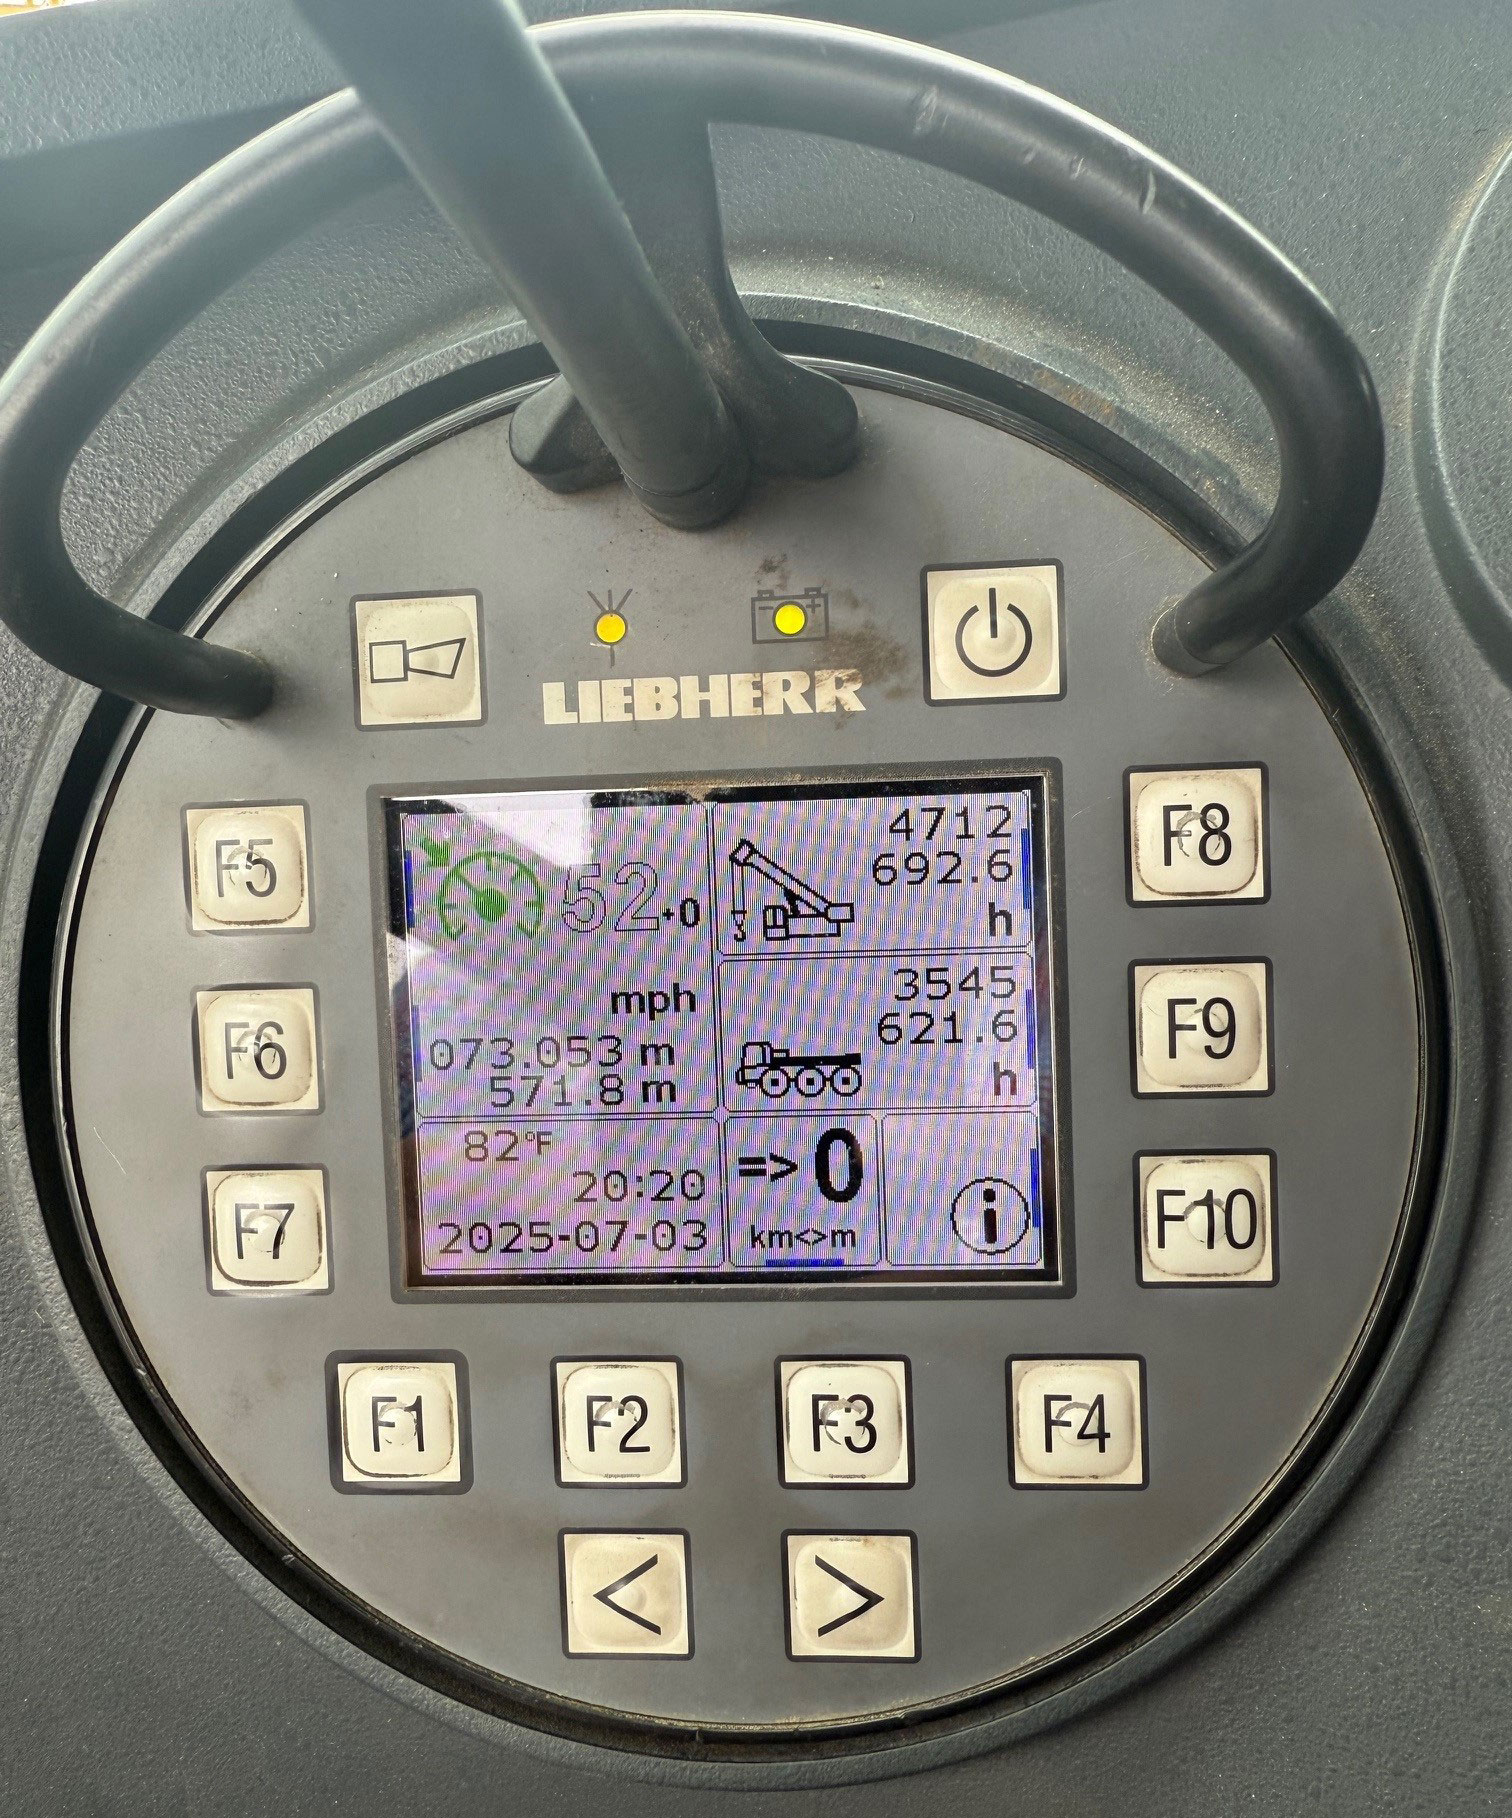 LIEBHERR
F5
F6
F7
F8
F9
F10
52+0
mph
073.053 m
571.8 m
4712
692.6
h
3545
621.6
h
82°F
20:20
2025-07-03
=> 0
km<>m
i
F1
F2
F3
F4
<
>